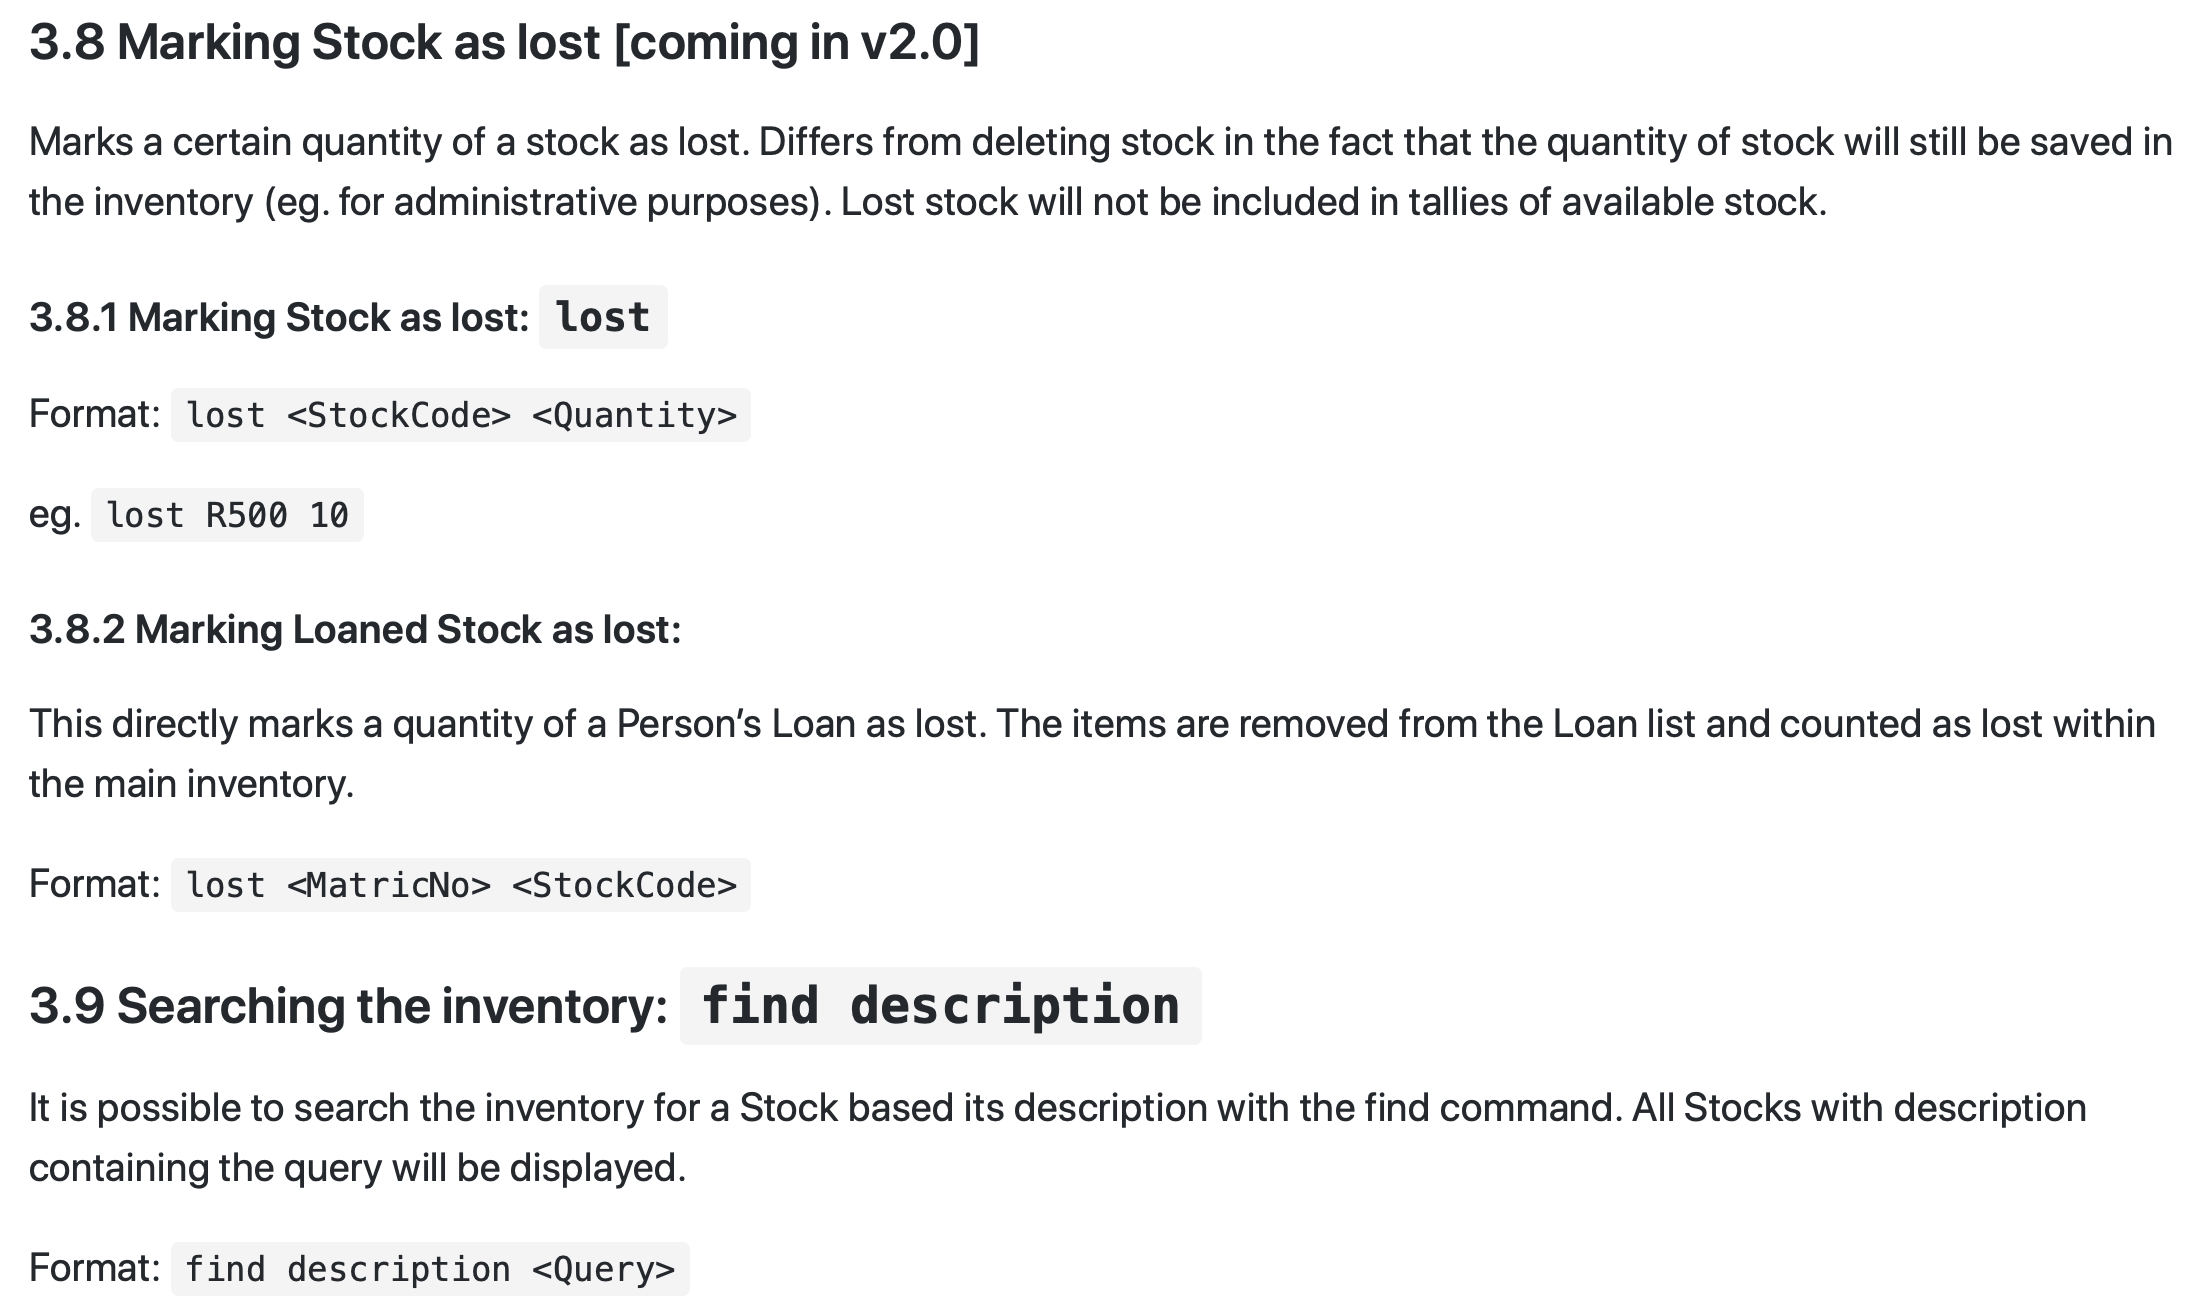 3.8 Marking Stock as lost [coming in v2.0]
Marks a certain quantity of a stock as lost. Differs from deleting stock in the fact that the quantity of stock will still be saved in
the inventory (eg. for administrative purposes). Lost stock will not be included in tallies of available stock.
3.8.1 Marking Stock as lost: lost
Format: lost <StockCode> <Quantity>
eg. lost R500 10
3.8.2 Marking Loaned Stock as lost:
This directly marks a quantity of a Person’s Loan as lost. The items are removed from the Loan list and counted as lost within
the main inventory.
Format: lost <MatricNo> <StockCode>
3.9 Searching the inventory: find description
It is possible to search the inventory for a Stock based its description with the find command. All Stocks with description
containing the query will be displayed.
Format: find description <Query>